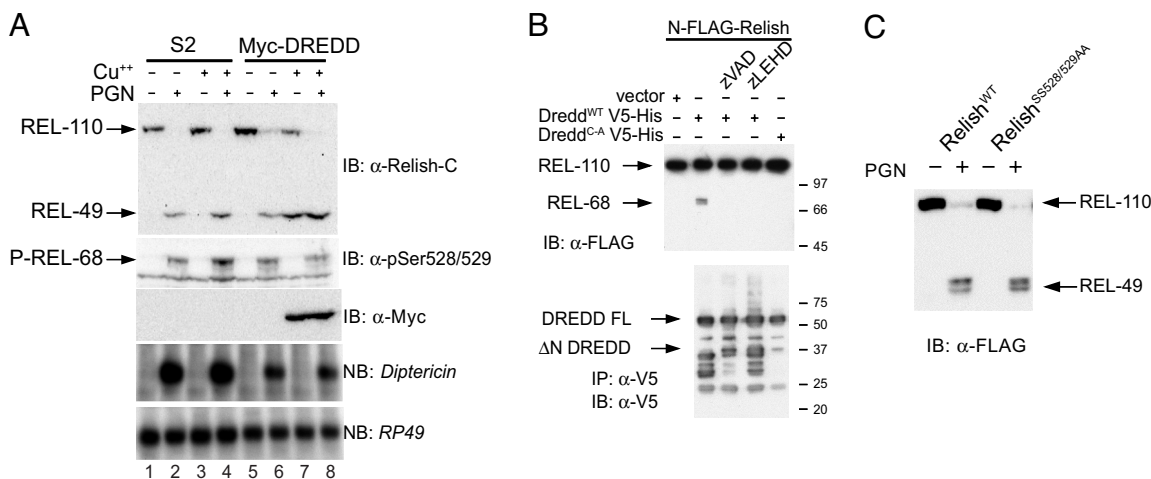 A
S2 Myc-DREDD
Cu++ – – + + – – + +
PGN – + – + – + – +
REL-110
IB: α-Relish-C
REL-49
P-REL-68
IB: α-pSer528/529
IB: α-Myc
NB: Diptericin
NB: RP49
1 2 3 4 5 6 7 8
B
N-FLAG-Relish
zVAD
zLEHD
vector + – – – –
Dredd^WT V5-His – + + + –
Dredd^C-A V5-His – – – – +
REL-110
97
REL-68
66
IB: α-FLAG
45
75
DREDD FL
50
ΔN DREDD
37
IP: α-V5
25
IB: α-V5
20
C
Relish^WT
Relish^SS528/529AA
PGN – + – +
REL-110
REL-49
IB: α-FLAG